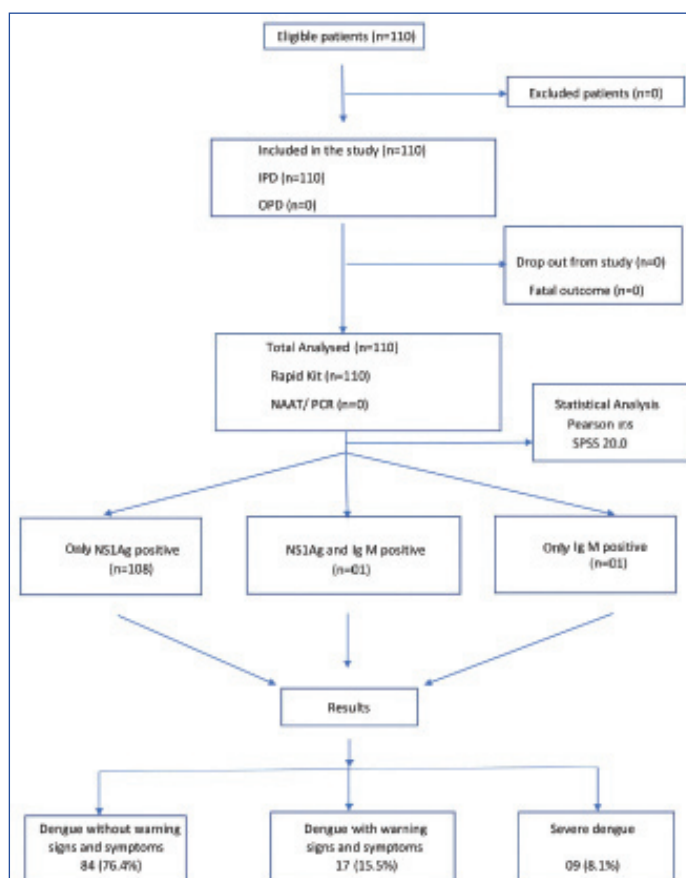 Eligible patients (n=110)
Excluded patients (n=0)
Included in the study (n=110)
IPD (n=110)
OPD (n=0)
Drop out from study (n=0)
Fatal outcome (n=0)
Total Analysed (n=110)
Rapid Kit (n=110)
NAAT/ PCR (n=0)
Statistical Analysis
Pearson
SPSS 20.0
Only NS1Ag positive
(n=108)
NS1Ag and Ig M positive
(n=01)
Only Ig M positive
(n=01)
Results
Dengue without warning
signs and symptoms
84 (76.4%)
Dengue with warning
signs and symptoms
17 (15.5%)
Severe dengue
09 (8.1%)